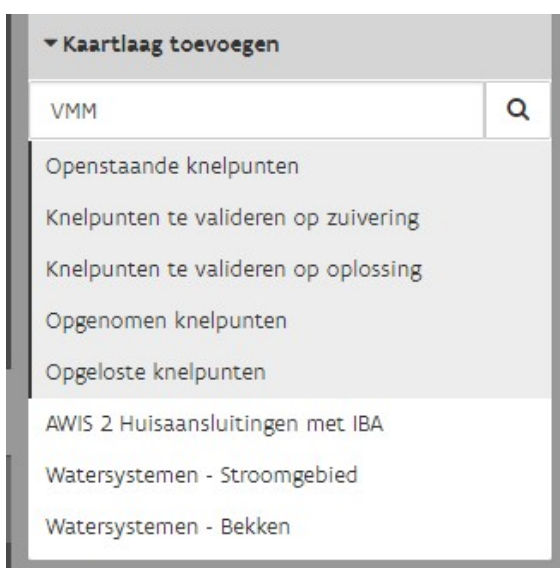 Kaartlaag toevoegen
VMM
Openstaande knelpunten
Knelpunten te valideren op zuivering
Knelpunten te valideren op oplossing
Opgenomen knelpunten
Opgeloste knelpunten
AWIS 2 Huisaansluitingen met IBA
Watersystemen - Stroomgebied
Watersystemen - Bekken